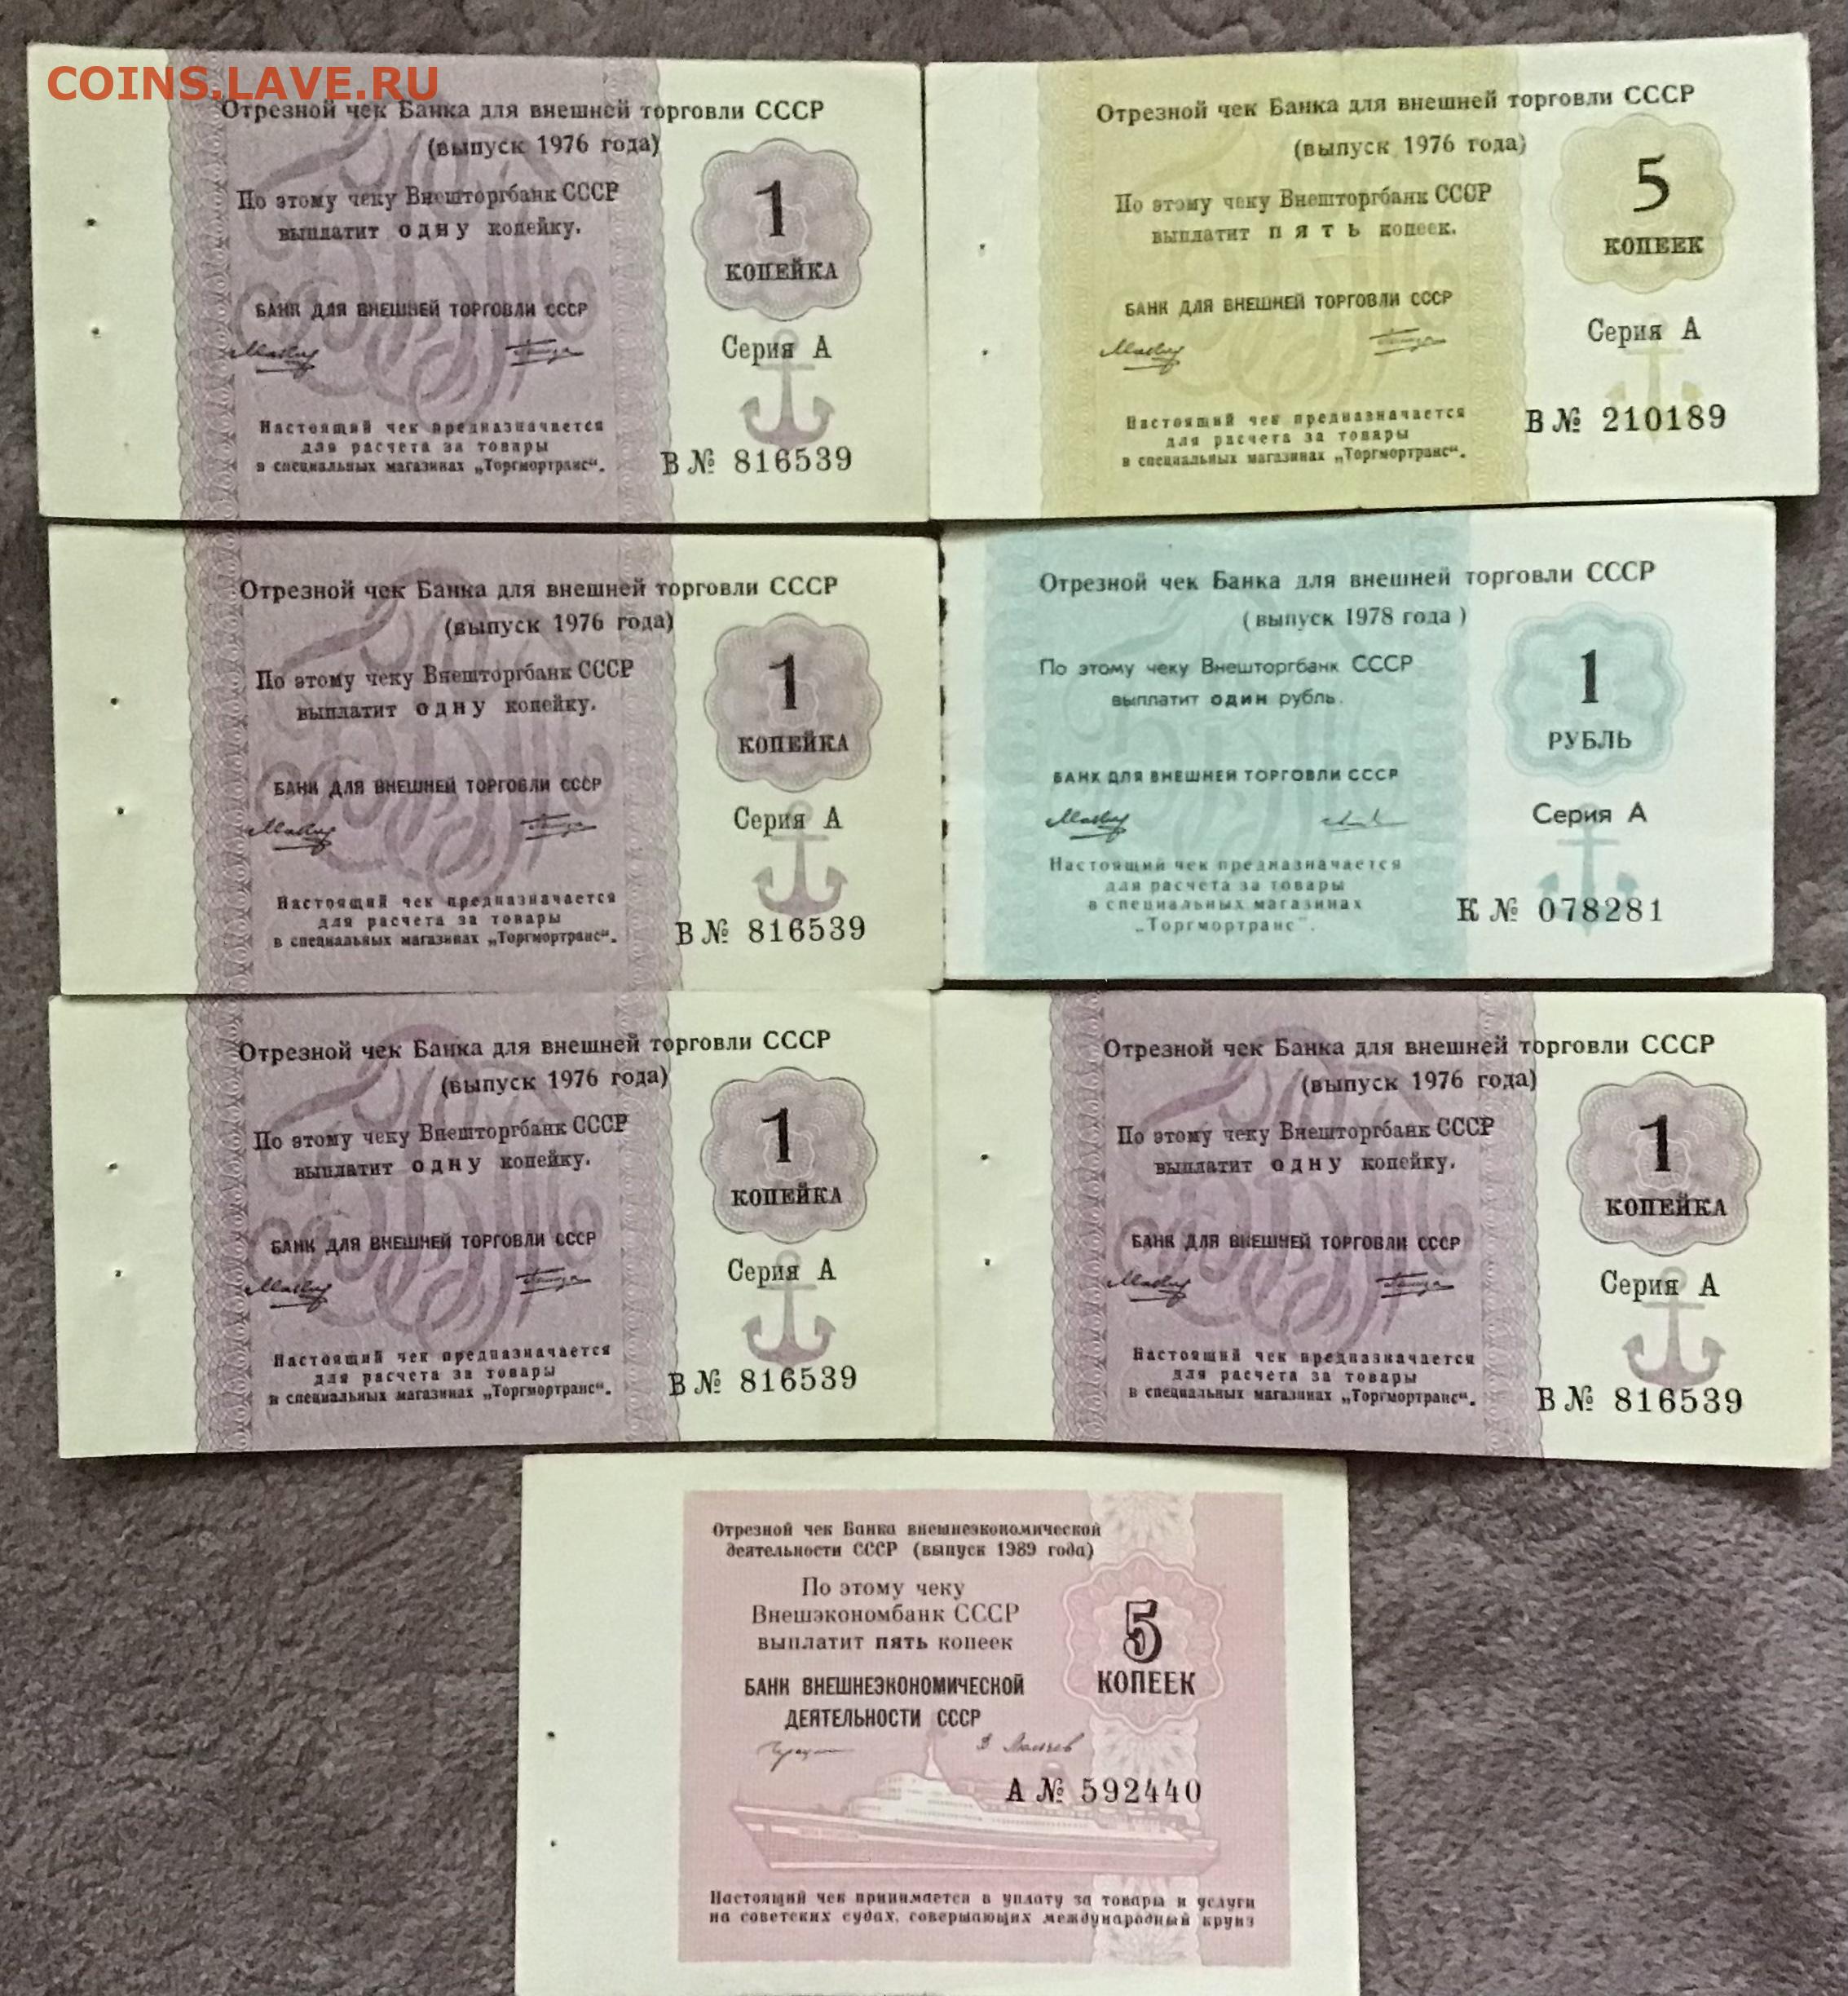 COINS.LAVE.RU
Отрезной чек Банка для внешней торговли СССР
(выпуск 1976 года)
По этому чеку Внешторгбанк СССР
выплатит одну копейку.
1
КОПЕЙКА
БАНК ДЛЯ ВНЕШНЕЙ ТОРГОВЛИ СССР
Серия А
Настоящий чек предназначается
для расчета за товары
в специальных магазинах „Торгмортранс“.
В № 816539
Отрезной чек Банка для внешней торговли СССР
(выпуск 1976 года)
По этому чеку Внешторгбанк СССР
выплатит пять копеек.
5
КОПЕЕК
БАНК ДЛЯ ВНЕШНЕЙ ТОРГОВЛИ СССР
Серия А
Настоящий чек предназначается
для расчета за товары
в специальных магазинах „Торгмортранс“.
В № 210189
Отрезной чек Банка для внешней торговли СССР
(выпуск 1976 года)
По этому чеку Внешторгбанк СССР
выплатит одну копейку.
1
КОПЕЙКА
БАНК ДЛЯ ВНЕШНЕЙ ТОРГОВЛИ СССР
Серия А
Настоящий чек предназначается
для расчета за товары
в специальных магазинах „Торгмортранс“.
В № 816539
Отрезной чек Банка для внешней торговли СССР
(выпуск 1978 года)
По этому чеку Внешторгбанк СССР
выплатит один рубль.
1
РУБЛЬ
БАНК ДЛЯ ВНЕШНЕЙ ТОРГОВЛИ СССР
Серия А
Настоящий чек предназначается
для расчета за товары
в специальных магазинах
„Торгмортранс".
К № 078281
Отрезной чек Банка для внешней торговли СССР
(выпуск 1976 года)
По этому чеку Внешторгбанк СССР
выплатит одну копейку.
1
КОПЕЙКА
БАНК ДЛЯ ВНЕШНЕЙ ТОРГОВЛИ СССР
Серия А
Настоящий чек предназначается
для расчета за товары
в специальных магазинах „Торгмортранс“.
В № 816539
Отрезной чек Банка для внешней торговли СССР
(выпуск 1976 года)
По этому чеку Внешторгбанк СССР
выплатит одну копейку.
1
КОПЕЙКА
БАНК ДЛЯ ВНЕШНЕЙ ТОРГОВЛИ СССР
Серия А
Настоящий чек предназначается
для расчета за товары
в специальных магазинах „Торгмортранс“.
В № 816539
Отрезной чек Банка внешнеэкономической
деятельности СССР (выпуск 1989 года)
По этому чеку
Внешэкономбанк СССР
выплатит пять копеек
5
КОПЕЕК
БАНК ВНЕШНЕЭКОНОМИЧЕСКОЙ
ДЕЯТЕЛЬНОСТИ СССР
А № 592440
Настоящий чек принимается в уплату за товары и услуги
на советских судах, совершающих международный круиз